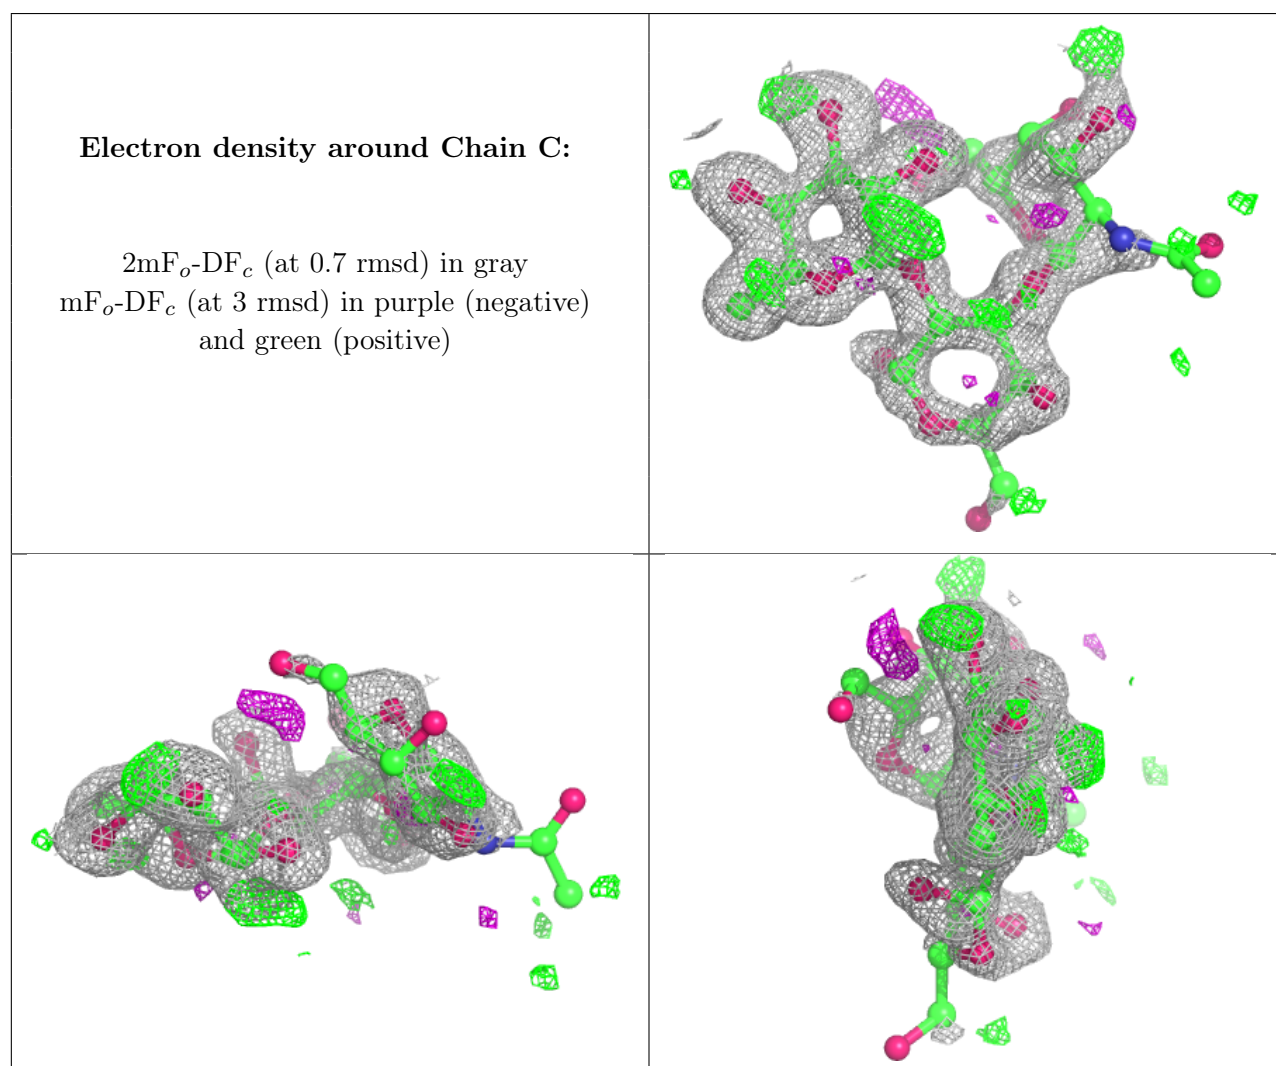 Electron density around Chain C:
2mFₒ-DF𝒸 (at 0.7 rmsd) in gray
mFₒ-DF𝒸 (at 3 rmsd) in purple (negative)
and green (positive)